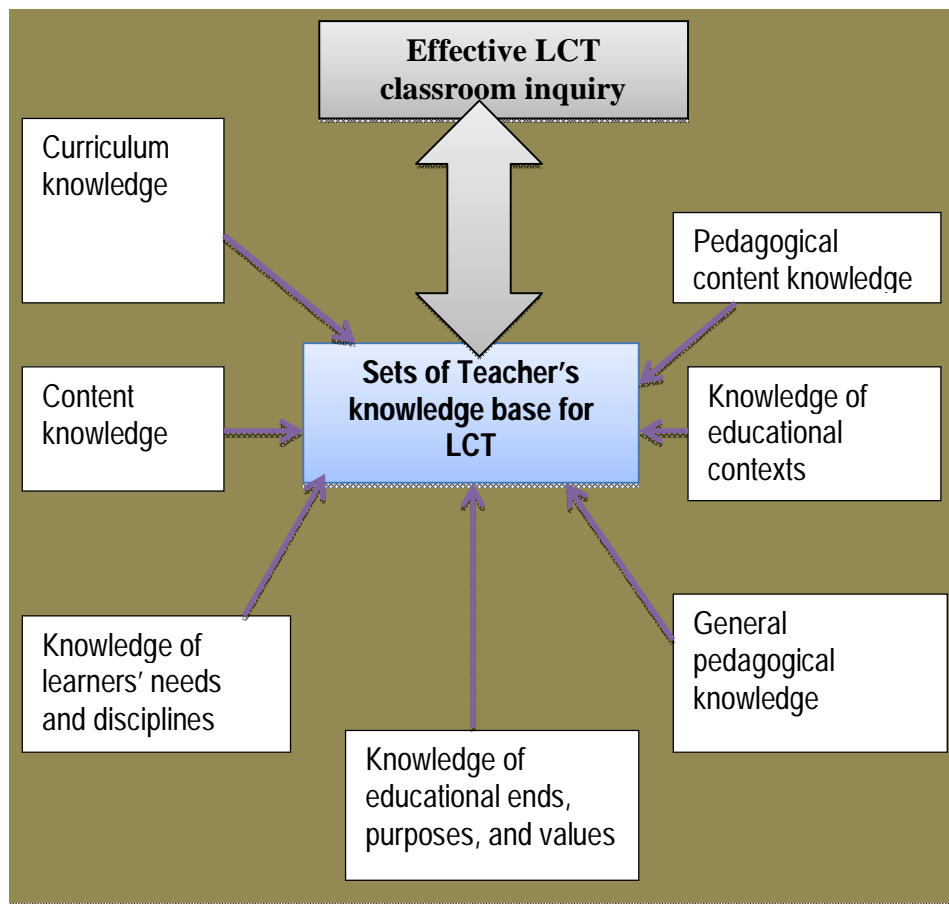 Effective LCT
classroom inquiry
Curriculum
knowledge
Pedagogical
content knowledge
Sets of Teacher’s
knowledge base for
LCT
Content
knowledge
Knowledge of
educational
contexts
Knowledge of
learners’ needs
and disciplines
General
pedagogical
knowledge
Knowledge of
educational ends,
purposes, and values